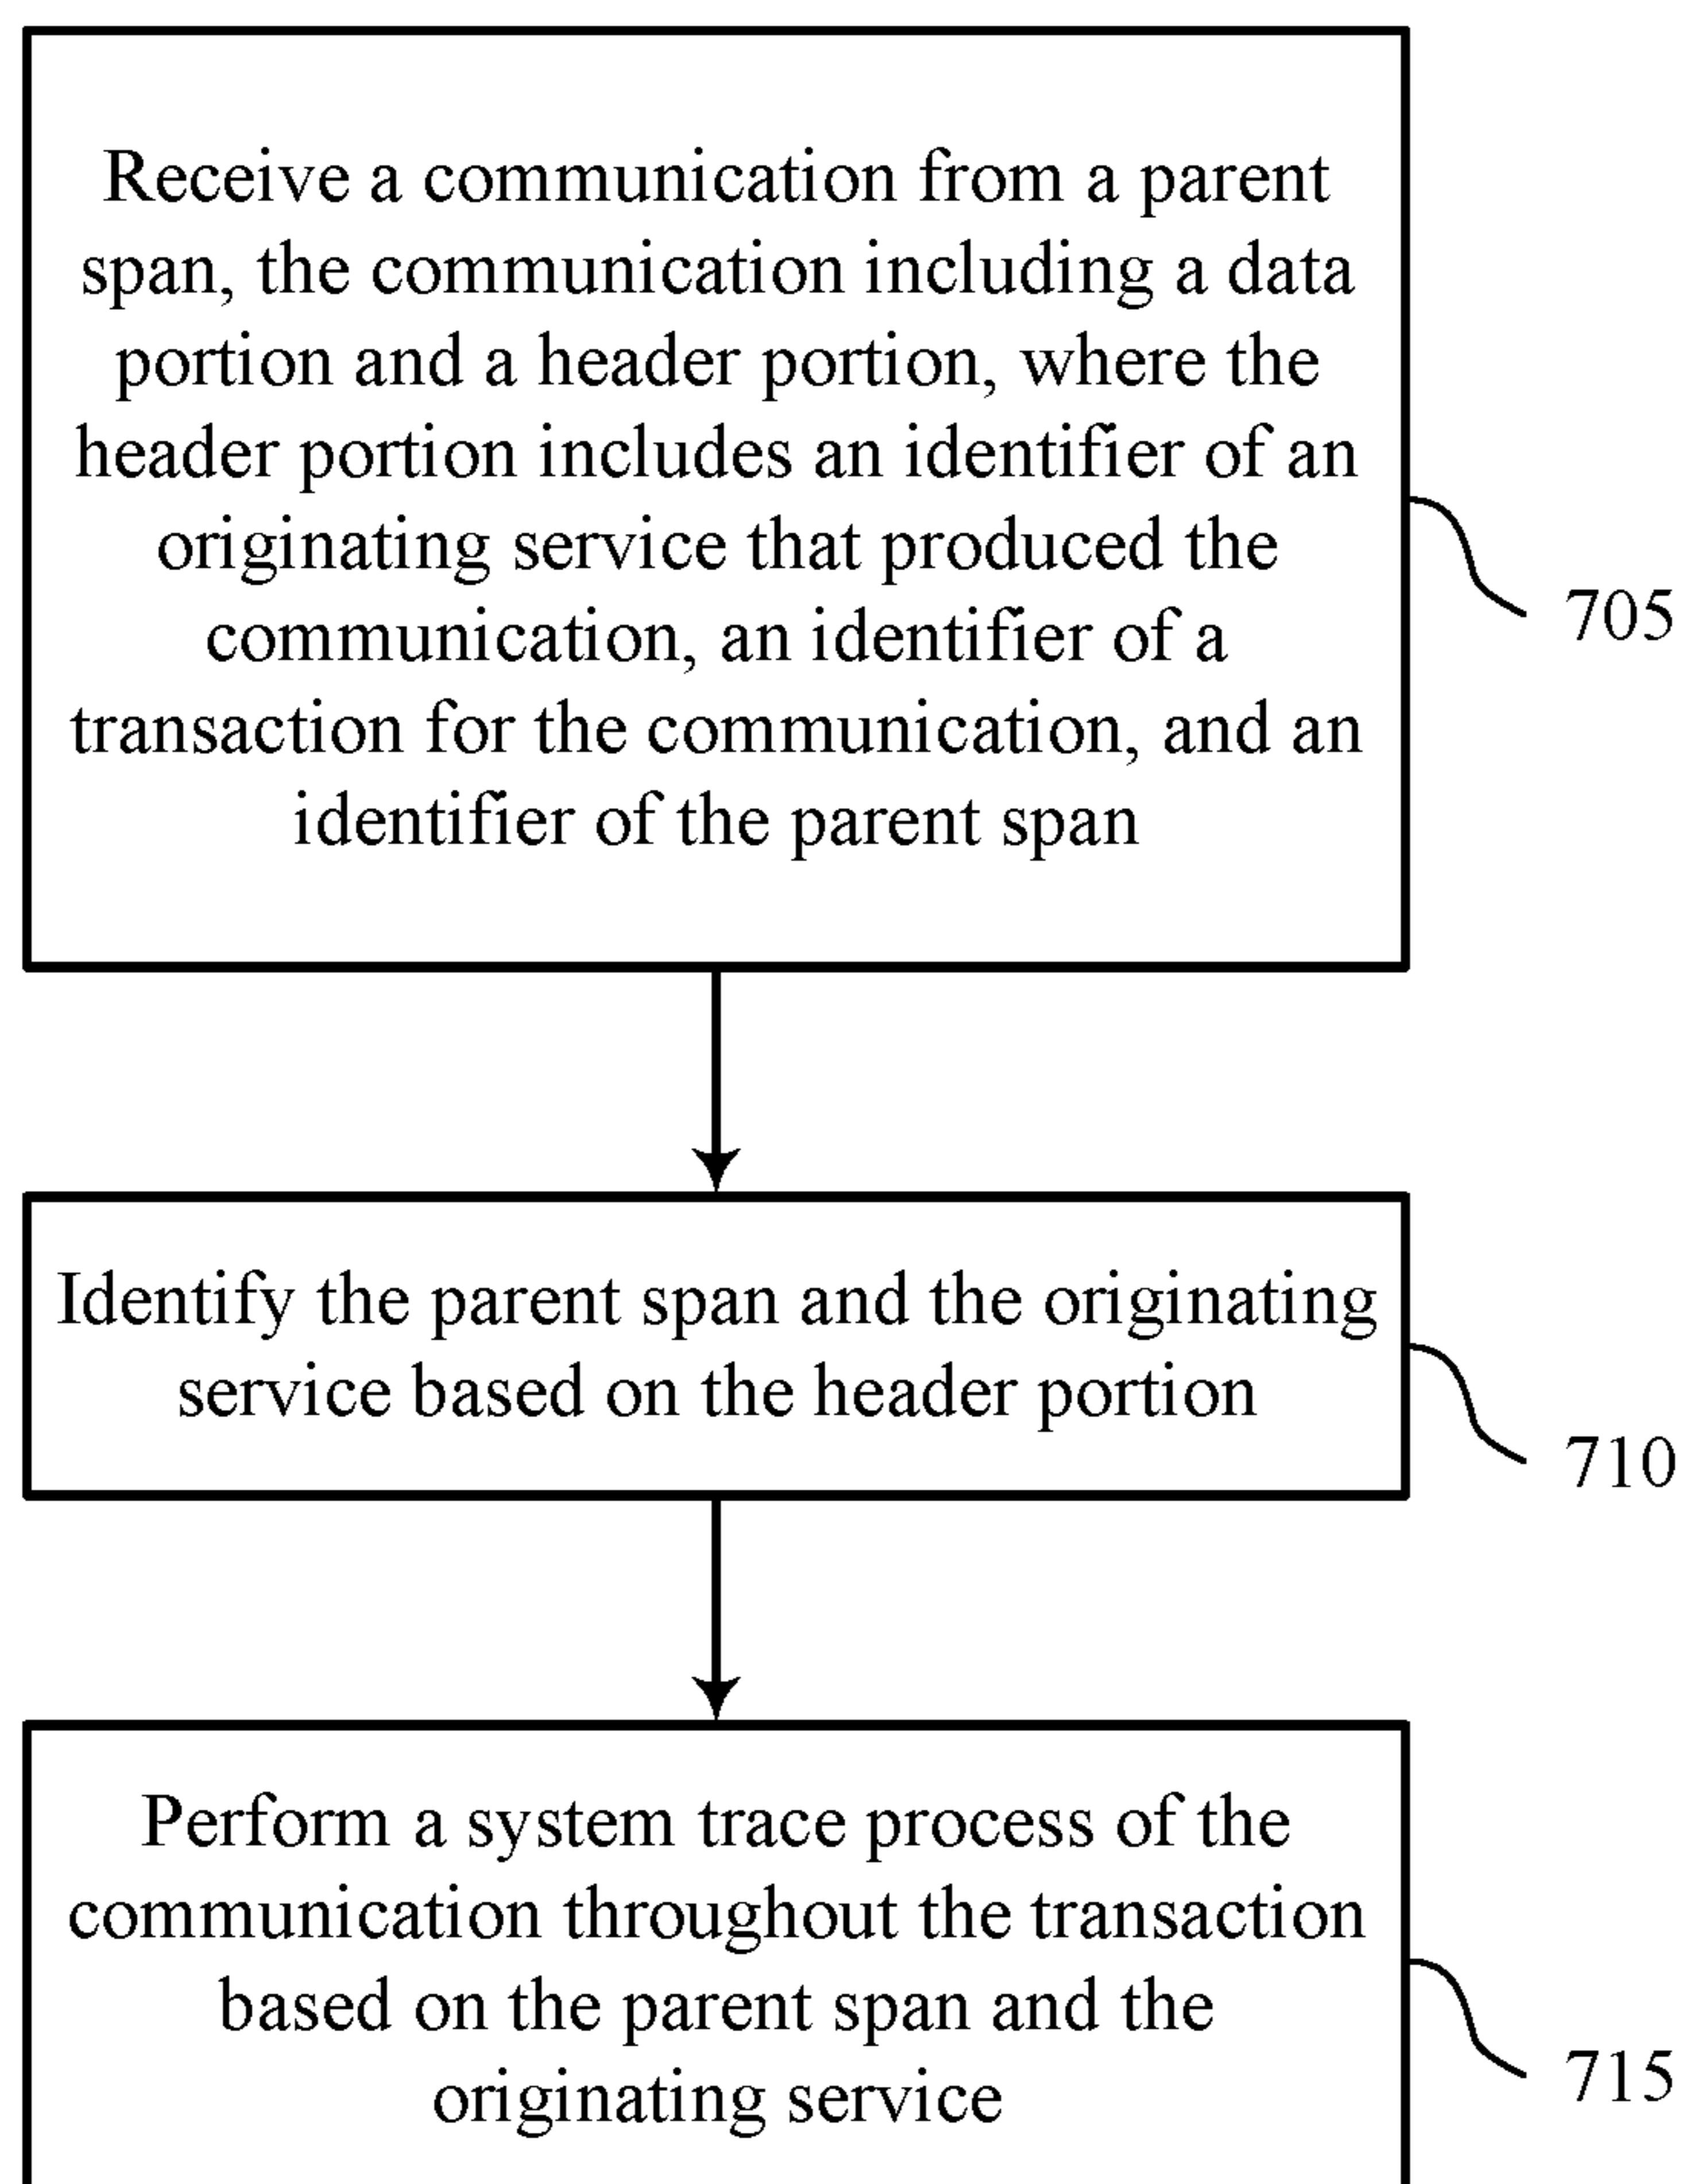 Receive a communication from a parent
span, the communication including a data
portion and a header portion, where the
header portion includes an identifier of an
originating service that produced the
communication, an identifier of a
transaction for the communication, and an
identifier of the parent span
705
Identify the parent span and the originating
service based on the header portion
710
Perform a system trace process of the
communication throughout the transaction
based on the parent span and the
originating service
715